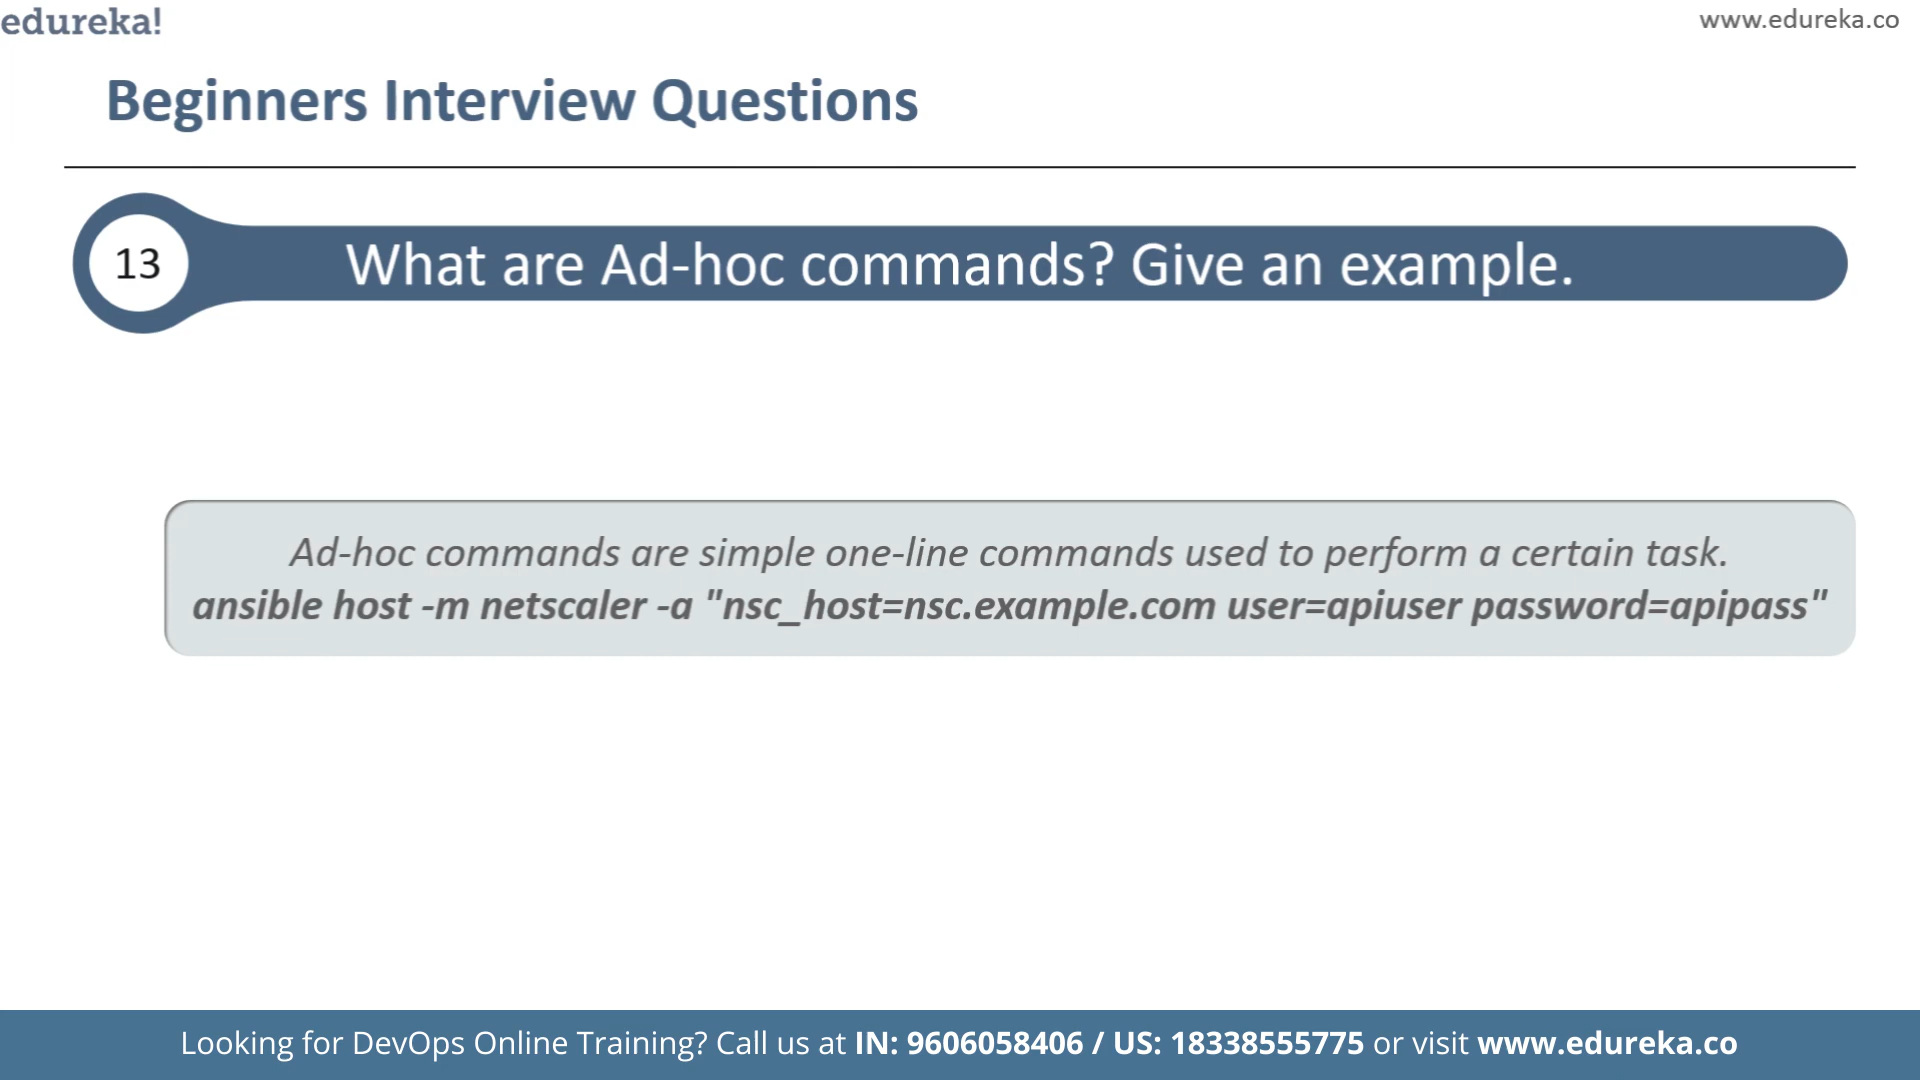 edureka!
www.edureka.co
Beginners Interview Questions
13
What are Ad-hoc commands? Give an example.
Ad-hoc commands are simple one-line commands used to perform a certain task.
ansible host -m netscaler -a "nsc_host=nsc.example.com user=apiuser password=apipass"
Looking for DevOps Online Training? Call us at IN: 9606058406 / US: 18338555775 or visit www.edureka.co